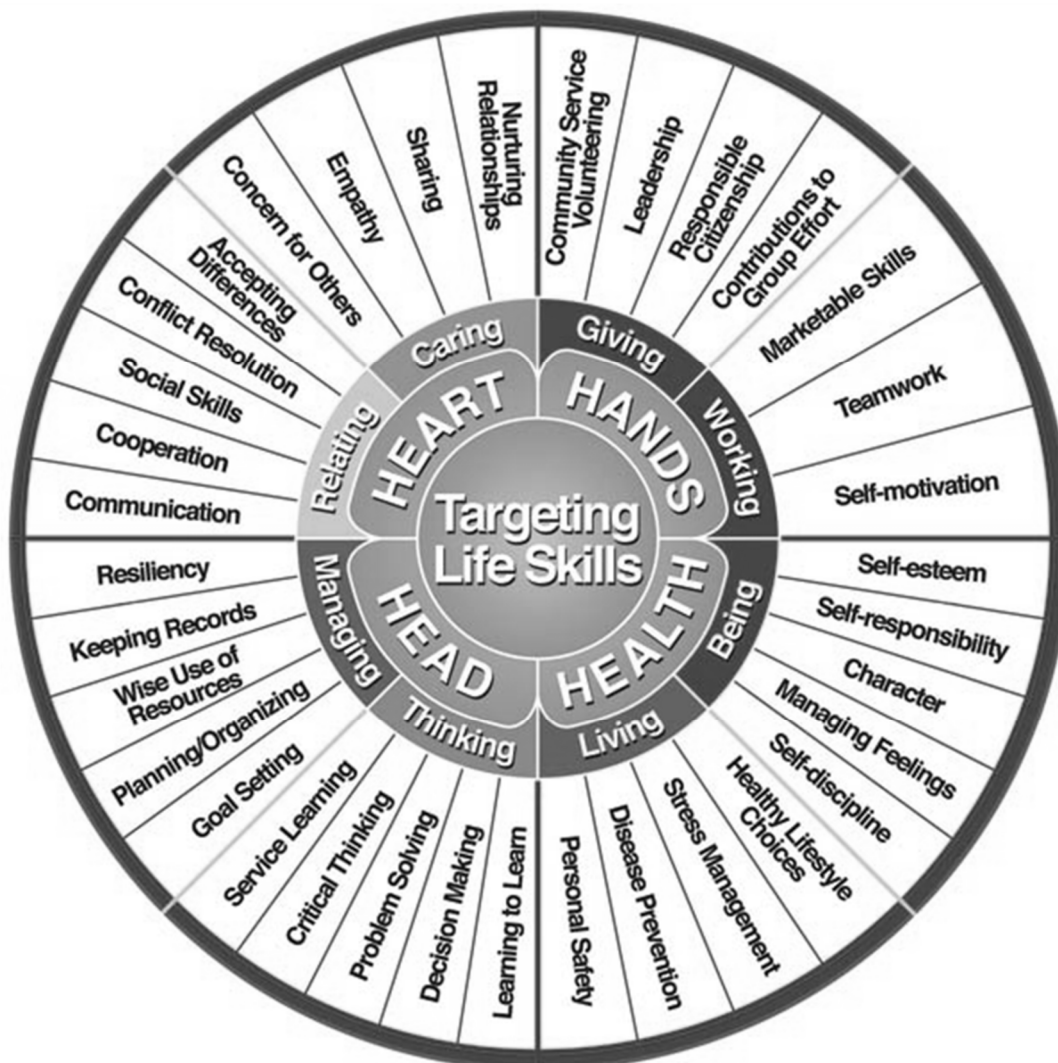 Targeting
Life Skills
HEART
HANDS
HEALTH
HEAD
Caring
Giving
Working
Being
Living
Thinking
Managing
Relating
Nurturing
Relationships
Sharing
Empathy
Concern for Others
Accepting
Differences
Conflict Resolution
Social Skills
Cooperation
Communication
Community Service
Volunteering
Leadership
Responsible
Citizenship
Contributions to
Group Effort
Marketable Skills
Teamwork
Self-motivation
Self-esteem
Self-responsibility
Character
Managing Feelings
Self-discipline
Healthy Lifestyle
Choices
Stress Management
Disease Prevention
Personal Safety
Learning to Learn
Decision Making
Problem Solving
Critical Thinking
Service Learning
Goal Setting
Planning/Organizing
Wise Use of
Resources
Keeping Records
Resiliency